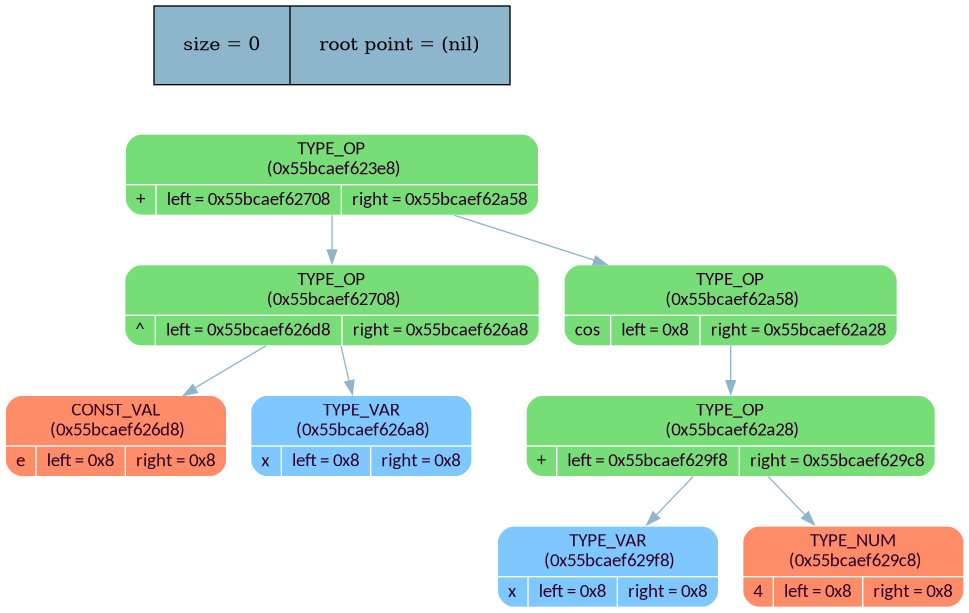 size = 0 root point = (nil)
TYPE_OP
(0x55bcaef623e8)
+ left = 0x55bcaef62708 right = 0x55bcaef62a58
TYPE_OP
(0x55bcaef62708)
^ left = 0x55bcaef626d8 right = 0x55bcaef626a8
TYPE_OP
(0x55bcaef62a58)
cos left = 0x8 right = 0x55bcaef62a28
CONST_VAL
(0x55bcaef626d8)
e left = 0x8 right = 0x8
TYPE_VAR
(0x55bcaef626a8)
x left = 0x8 right = 0x8
TYPE_OP
(0x55bcaef62a28)
+ left = 0x55bcaef629f8 right = 0x55bcaef629c8
TYPE_VAR
(0x55bcaef629f8)
x left = 0x8 right = 0x8
TYPE_NUM
(0x55bcaef629c8)
4 left = 0x8 right = 0x8